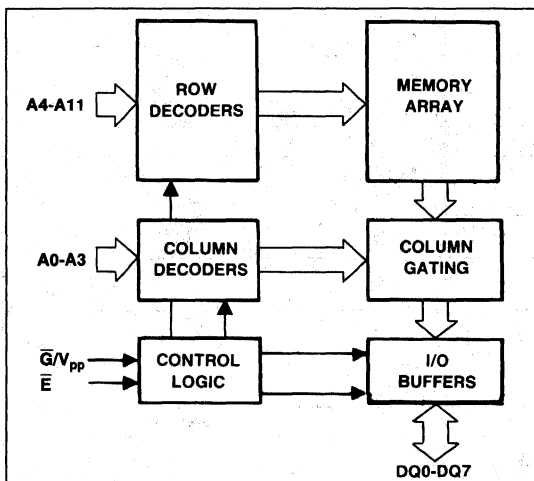 A4-A11
ROW
DECODERS
MEMORY
ARRAY
A0-A3
COLUMN
DECODERS
COLUMN
GATING
G̅/Vpp
E̅
CONTROL
LOGIC
I/O
BUFFERS
DQ0-DQ7